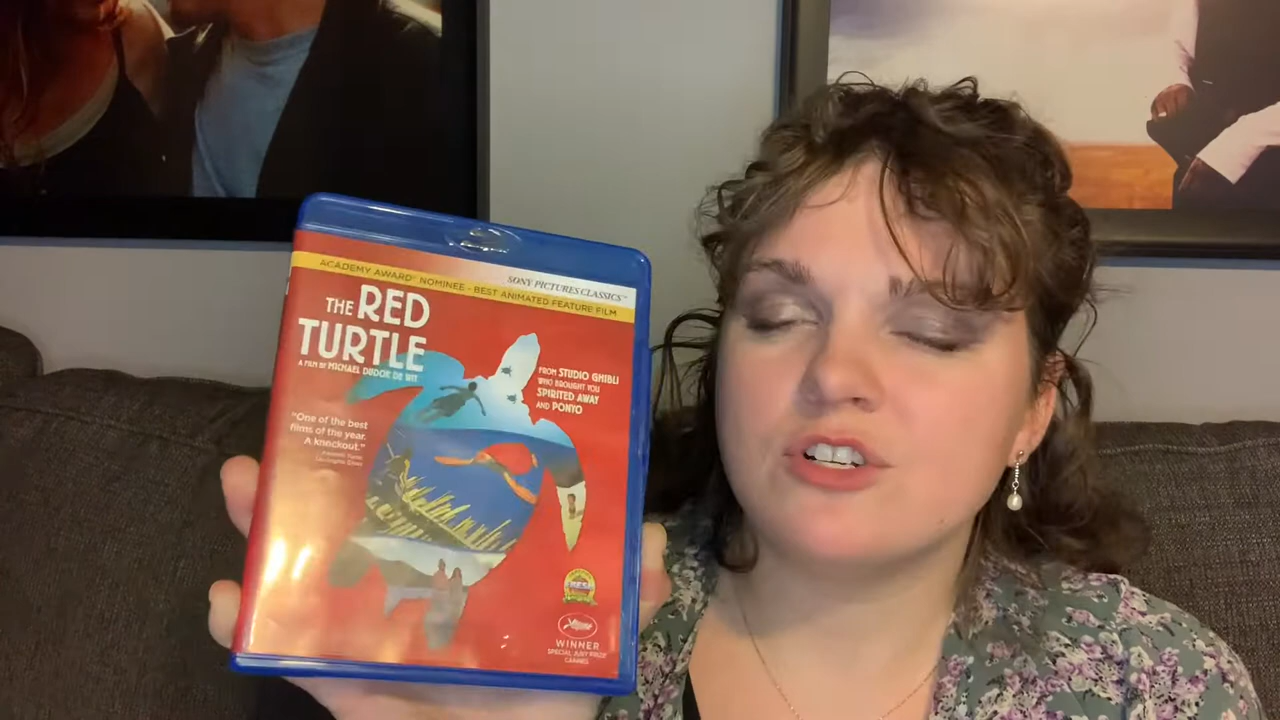 ACADEMY AWARD® NOMINEE - BEST ANIMATED FEATURE FILM
SONY PICTURES CLASSICS™
THE RED
TURTLE
A FILM BY MICHAEL DUDOK DE WIT
FROM STUDIO GHIBLI
WHO BROUGHT YOU
SPIRITED AWAY
AND PONYO
"One of the best
films of the year.
A knockout."
WINNER
SPECIAL JURY PRIZE
CANNES